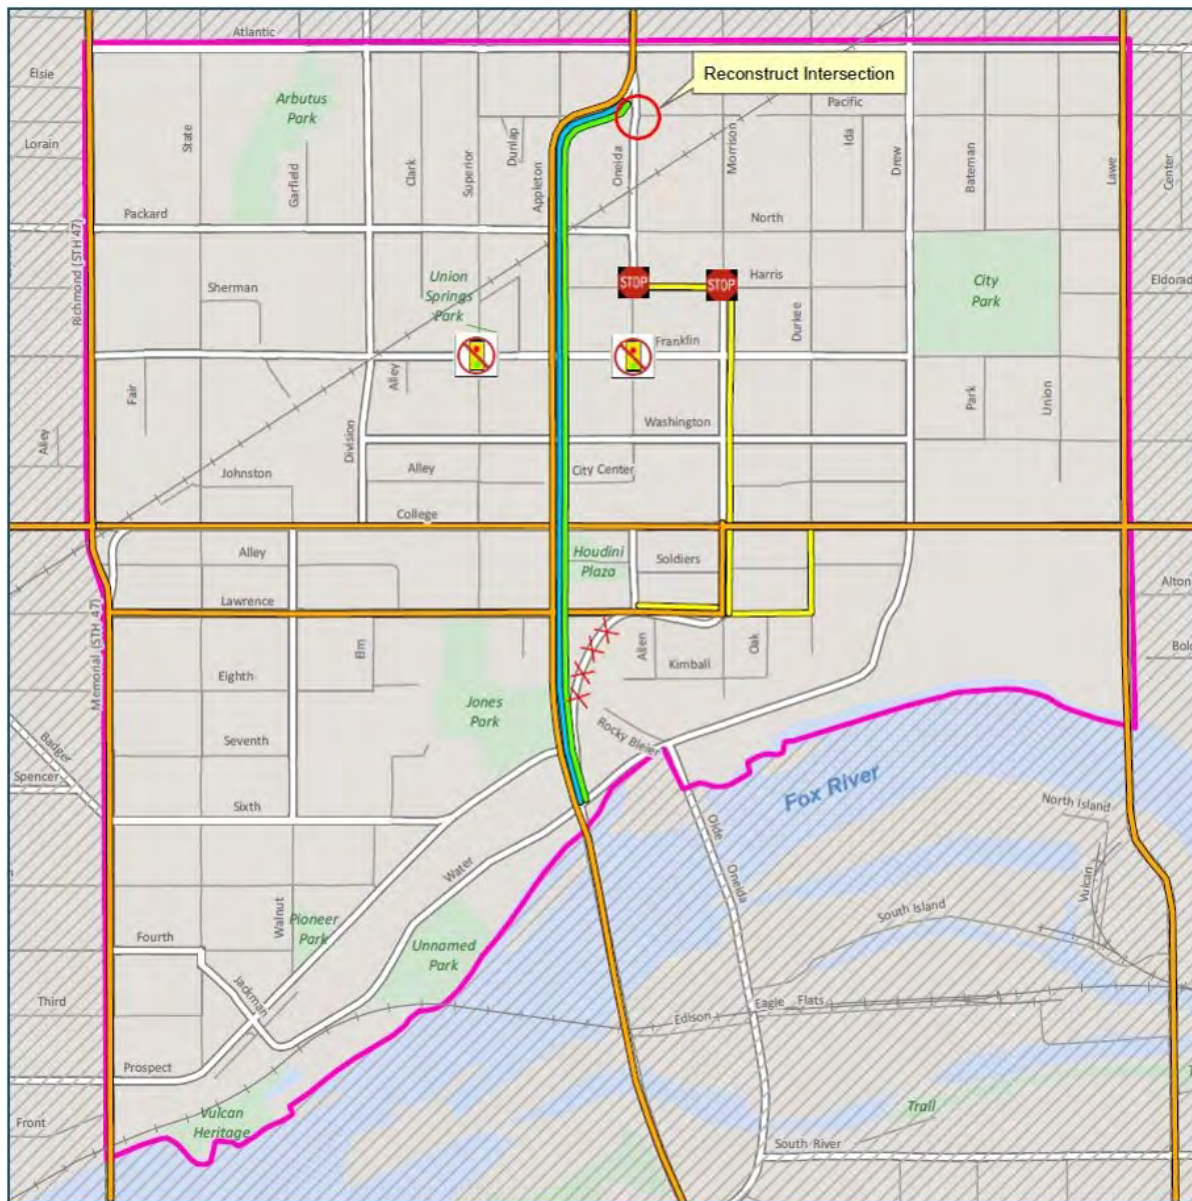 Atlantic
Elsie
Reconstruct Intersection
Arbutus
Park
Pacific
Lorain
State
Garfield
Clark
Superior
Dunlap
Appleton
Oneida
Morrison
Ida
Drew
Bateman
Lawe
Center
Packard
North
Richmond (STH 47)
Sherman
Union
Springs
Park
STOP
STOP
Harris
City
Park
Eldorad
Durkee
Franklin
Fair
Alley
Park
Union
Washington
Alley
Division
Johnston
Alley
City Center
College
Alley
Houdini
Plaza
Soldiers
Lawrence
Alton
Memorial (STH 47)
Elm
Allen
Oak
Kimball
Bol
Eighth
Jones
Park
Rocky Bleier
Badger
Seventh
Spencer
Sixth
Fox River
North Island
Olde Oneida
Water
Vulcan
South Island
Walnut
Pioneer
Park
Fourth
Unnamed
Park
Jackman
Third
Eagle Flats
Edison
Prospect
Vulcan
Heritage
Trail
T
Front
South River